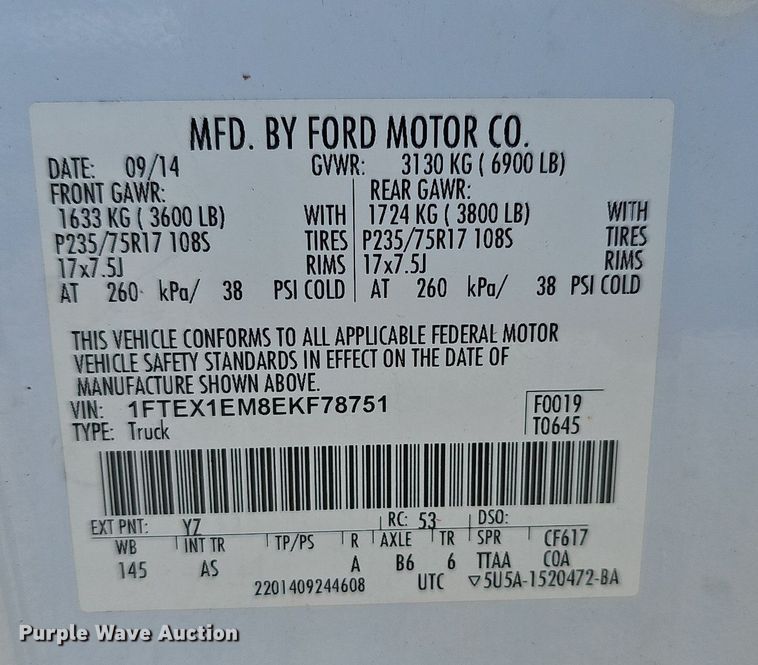 MFD. BY FORD MOTOR CO.
DATE: 09/14 GVWR: 3130 KG ( 6900 LB)
FRONT GAWR: REAR GAWR:
1633 KG ( 3600 LB) WITH 1724 KG ( 3800 LB) WITH
P235/75R17 108S TIRES P235/75R17 108S TIRES
17x7.5J RIMS 17x7.5J RIMS
AT 260 kPa/ 38 PSI COLD AT 260 kPa/ 38 PSI COLD
THIS VEHICLE CONFORMS TO ALL APPLICABLE FEDERAL MOTOR
VEHICLE SAFETY STANDARDS IN EFFECT ON THE DATE OF
MANUFACTURE SHOWN ABOVE.
VIN: 1FTEX1EM8EKF78751 F0019
TYPE: Truck T0645
EXT PNT: YZ RC: 53 DSO:
WB INT TR TP/PS R AXLE TR SPR CF617
145 AS A B6 6 TTAA COA
2201409244608 UTC ▽5U5A-1520472-BA
Purple Wave Auction